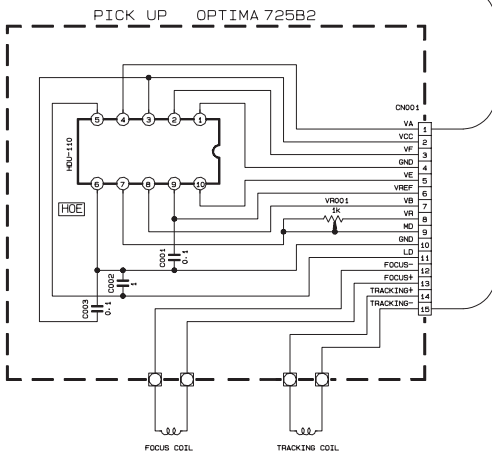 PICK UP OPTIMA 725B2
CN001
VA 1
VCC 2
VF 3
GND 4
VE 5
VREF 6
VB 7
VR 8
MD 9
GND 10
LD 11
FOCUS- 12
FOCUS+ 13
TRACKING+ 14
TRACKING- 15
5 4 3 2 1
HDU-110
6 7 8 9 10
HOE
VR001
1k
C001
0.1
C002
1
C003
0.1
FOCUS COIL
TRACKING COIL